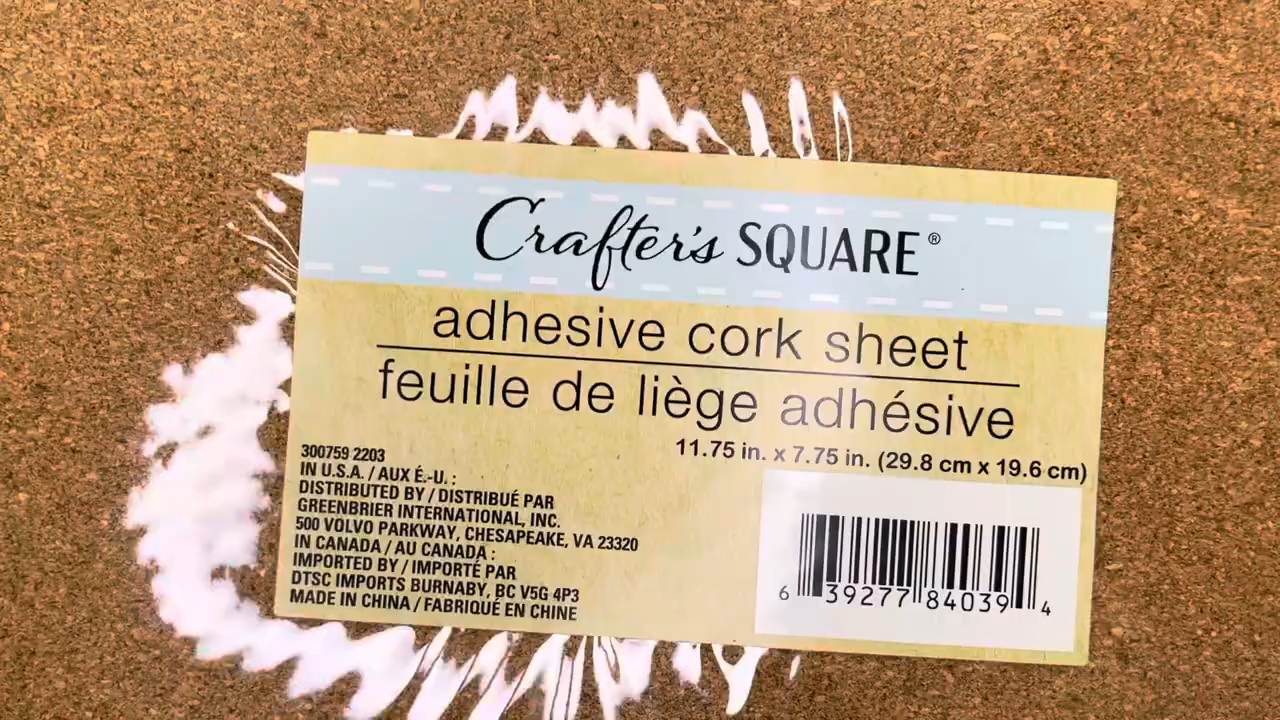 Crafter's SQUARE®
adhesive cork sheet
feuille de liège adhésive
11.75 in. x 7.75 in. (29.8 cm x 19.6 cm)
300759 2203
IN U.S.A. / AUX É.-U. :
DISTRIBUTED BY / DISTRIBUÉ PAR
GREENBRIER INTERNATIONAL, INC.
500 VOLVO PARKWAY, CHESAPEAKE, VA 23320
IN CANADA / AU CANADA :
IMPORTED BY / IMPORTÉ PAR
DTSC IMPORTS BURNABY, BC V5G 4P3
MADE IN CHINA / FABRIQUÉ EN CHINE
6 39277 84039 4